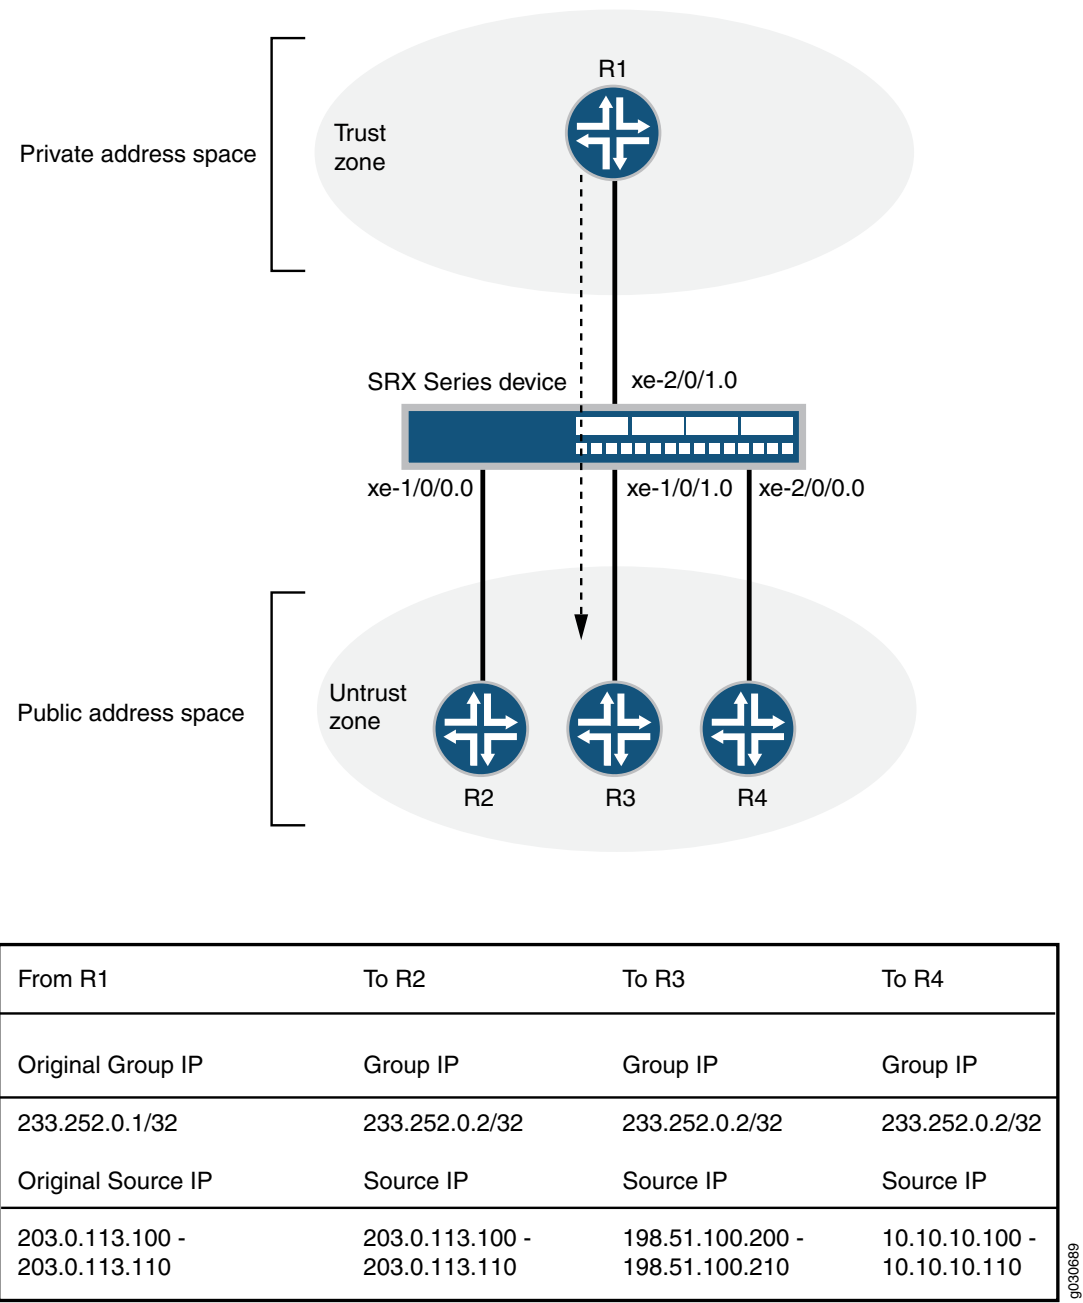 R1
Trust
zone
Private address space
SRX Series device
xe-2/0/1.0
xe-1/0/0.0
xe-1/0/1.0
xe-2/0/0.0
Untrust
zone
Public address space
R2
R3
R4
From R1 To R2 To R3 To R4
Original Group IP Group IP Group IP Group IP
233.252.0.1/32 233.252.0.2/32 233.252.0.2/32 233.252.0.2/32
Original Source IP Source IP Source IP Source IP
203.0.113.100 - 203.0.113.100 - 198.51.100.200 - 10.10.10.100 -
203.0.113.110 203.0.113.110 198.51.100.210 10.10.10.110
g030689